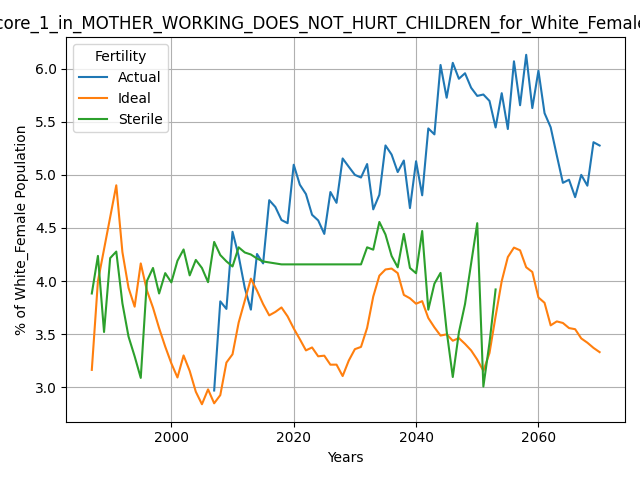 core_1_in_MOTHER_WORKING_DOES_NOT_HURT_CHILDREN_for_White_Female
Fertility
Actual
Ideal
Sterile
% of White_Female Population
6.0
5.5
5.0
4.5
4.0
3.5
3.0
2000
2020
2040
2060
Years